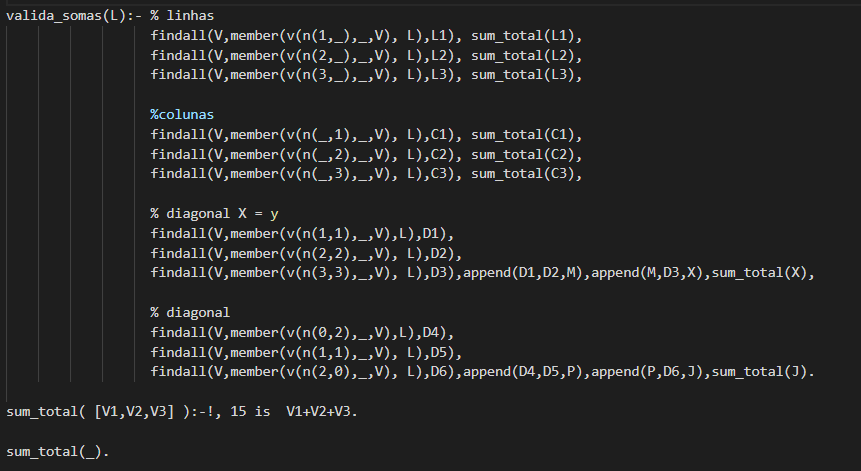 valida_somas(L):- % linhas
findall(V,member(v(n(1,_),_,V), L),L1), sum_total(L1),
findall(V,member(v(n(2,_),_,V), L),L2), sum_total(L2),
findall(V,member(v(n(3,_),_,V), L),L3), sum_total(L3),
%colunas
findall(V,member(v(n(_,1),_,V), L),C1), sum_total(C1),
findall(V,member(v(n(_,2),_,V), L),C2), sum_total(C2),
findall(V,member(v(n(_,3),_,V), L),C3), sum_total(C3),
% diagonal X = y
findall(V,member(v(n(1,1),_,V),L),D1),
findall(V,member(v(n(2,2),_,V), L),D2),
findall(V,member(v(n(3,3),_,V), L),D3),append(D1,D2,M),append(M,D3,X),sum_total(X),
% diagonal
findall(V,member(v(n(0,2),_,V),L),D4),
findall(V,member(v(n(1,1),_,V), L),D5),
findall(V,member(v(n(2,0),_,V), L),D6),append(D4,D5,P),append(P,D6,J),sum_total(J).
sum_total( [V1,V2,V3] ):-!, 15 is  V1+V2+V3.
sum_total(_).